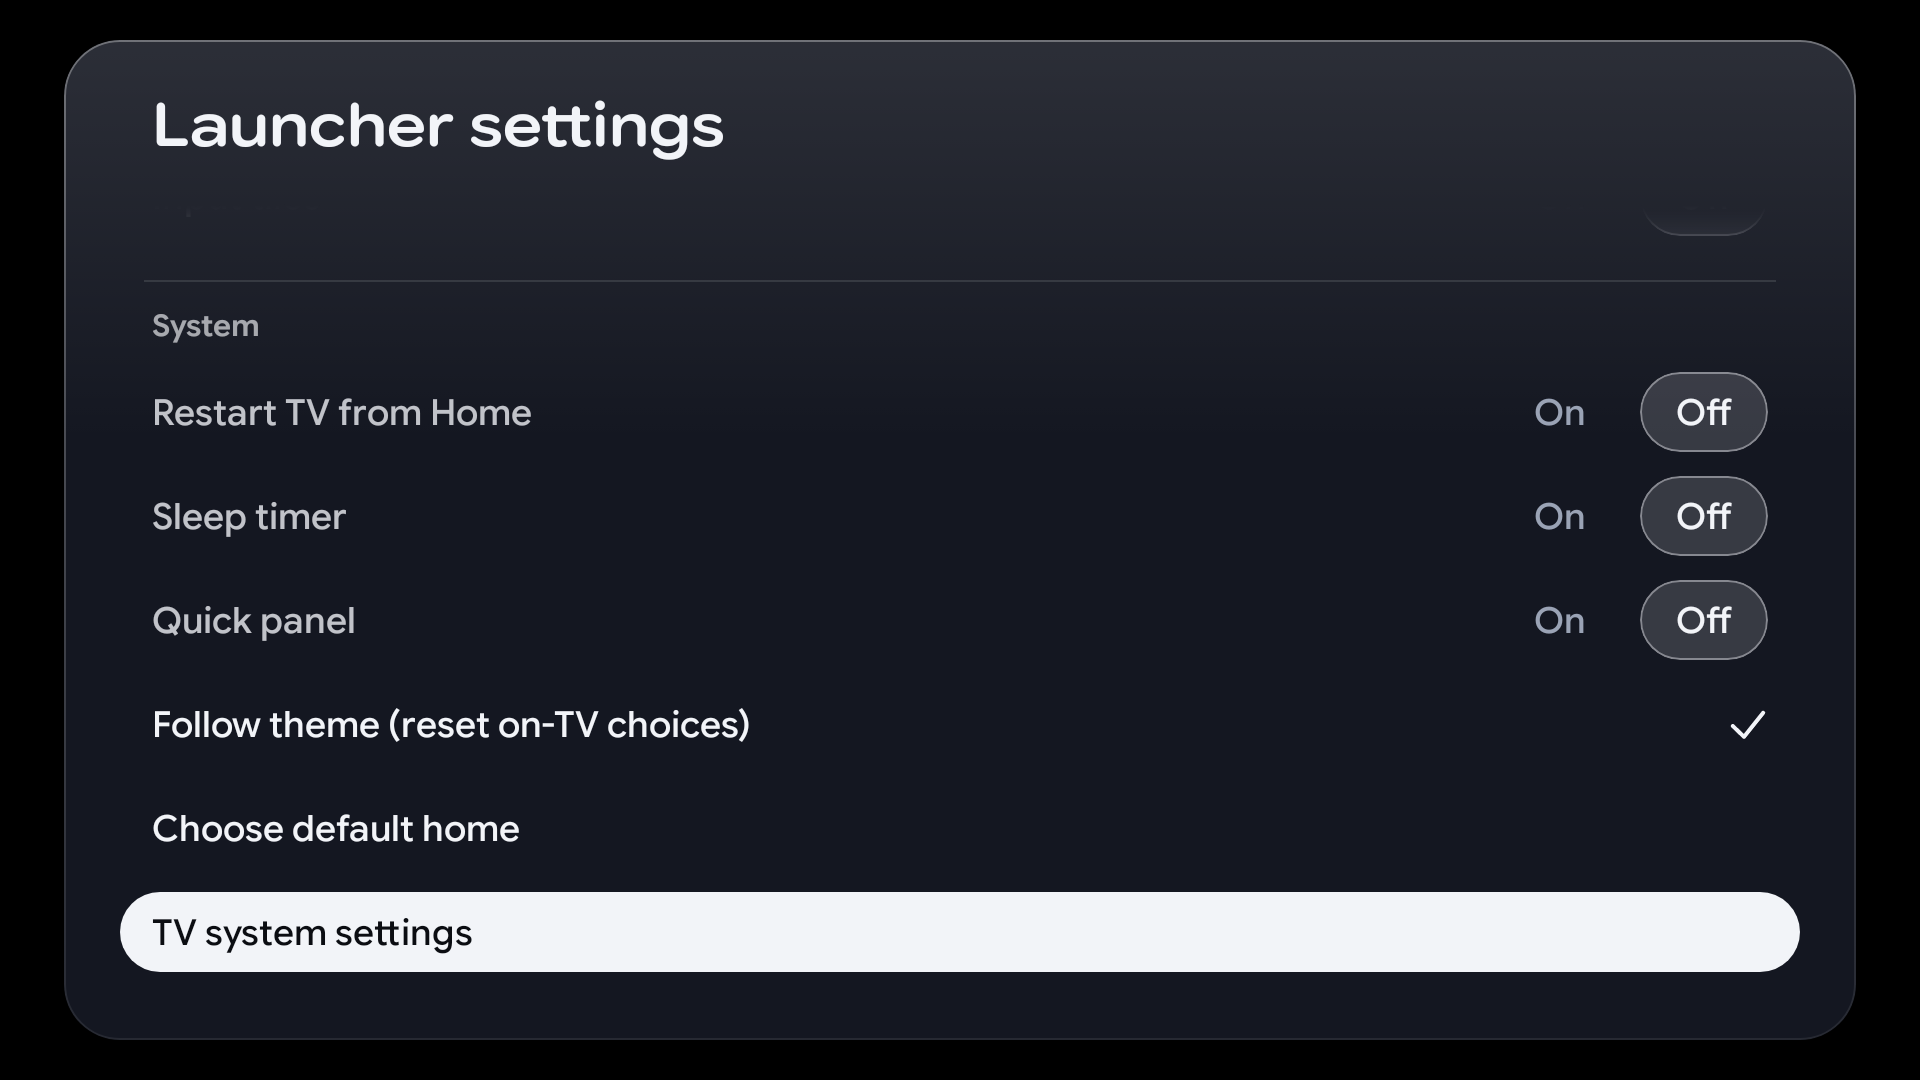 Launcher settings
System
Restart TV from Home On Off
Sleep timer On Off
Quick panel On Off
Follow theme (reset on-TV choices)
Choose default home
TV system settings